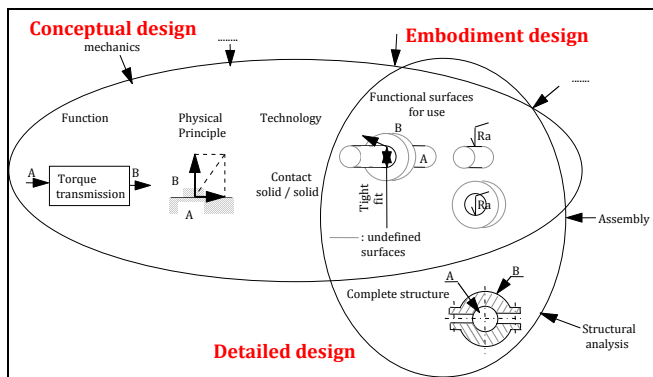 Conceptual design
mechanics
........
Embodiment design
.......
Function
Physical
Principle
Technology
Functional surfaces
for use
A
Torque
transmission
B
B
A
Contact
solid / solid
B
A
Tight
fit
Ra
Ra
: undefined
surfaces
Assembly
Complete structure
A
B
Structural
analysis
Detailed design